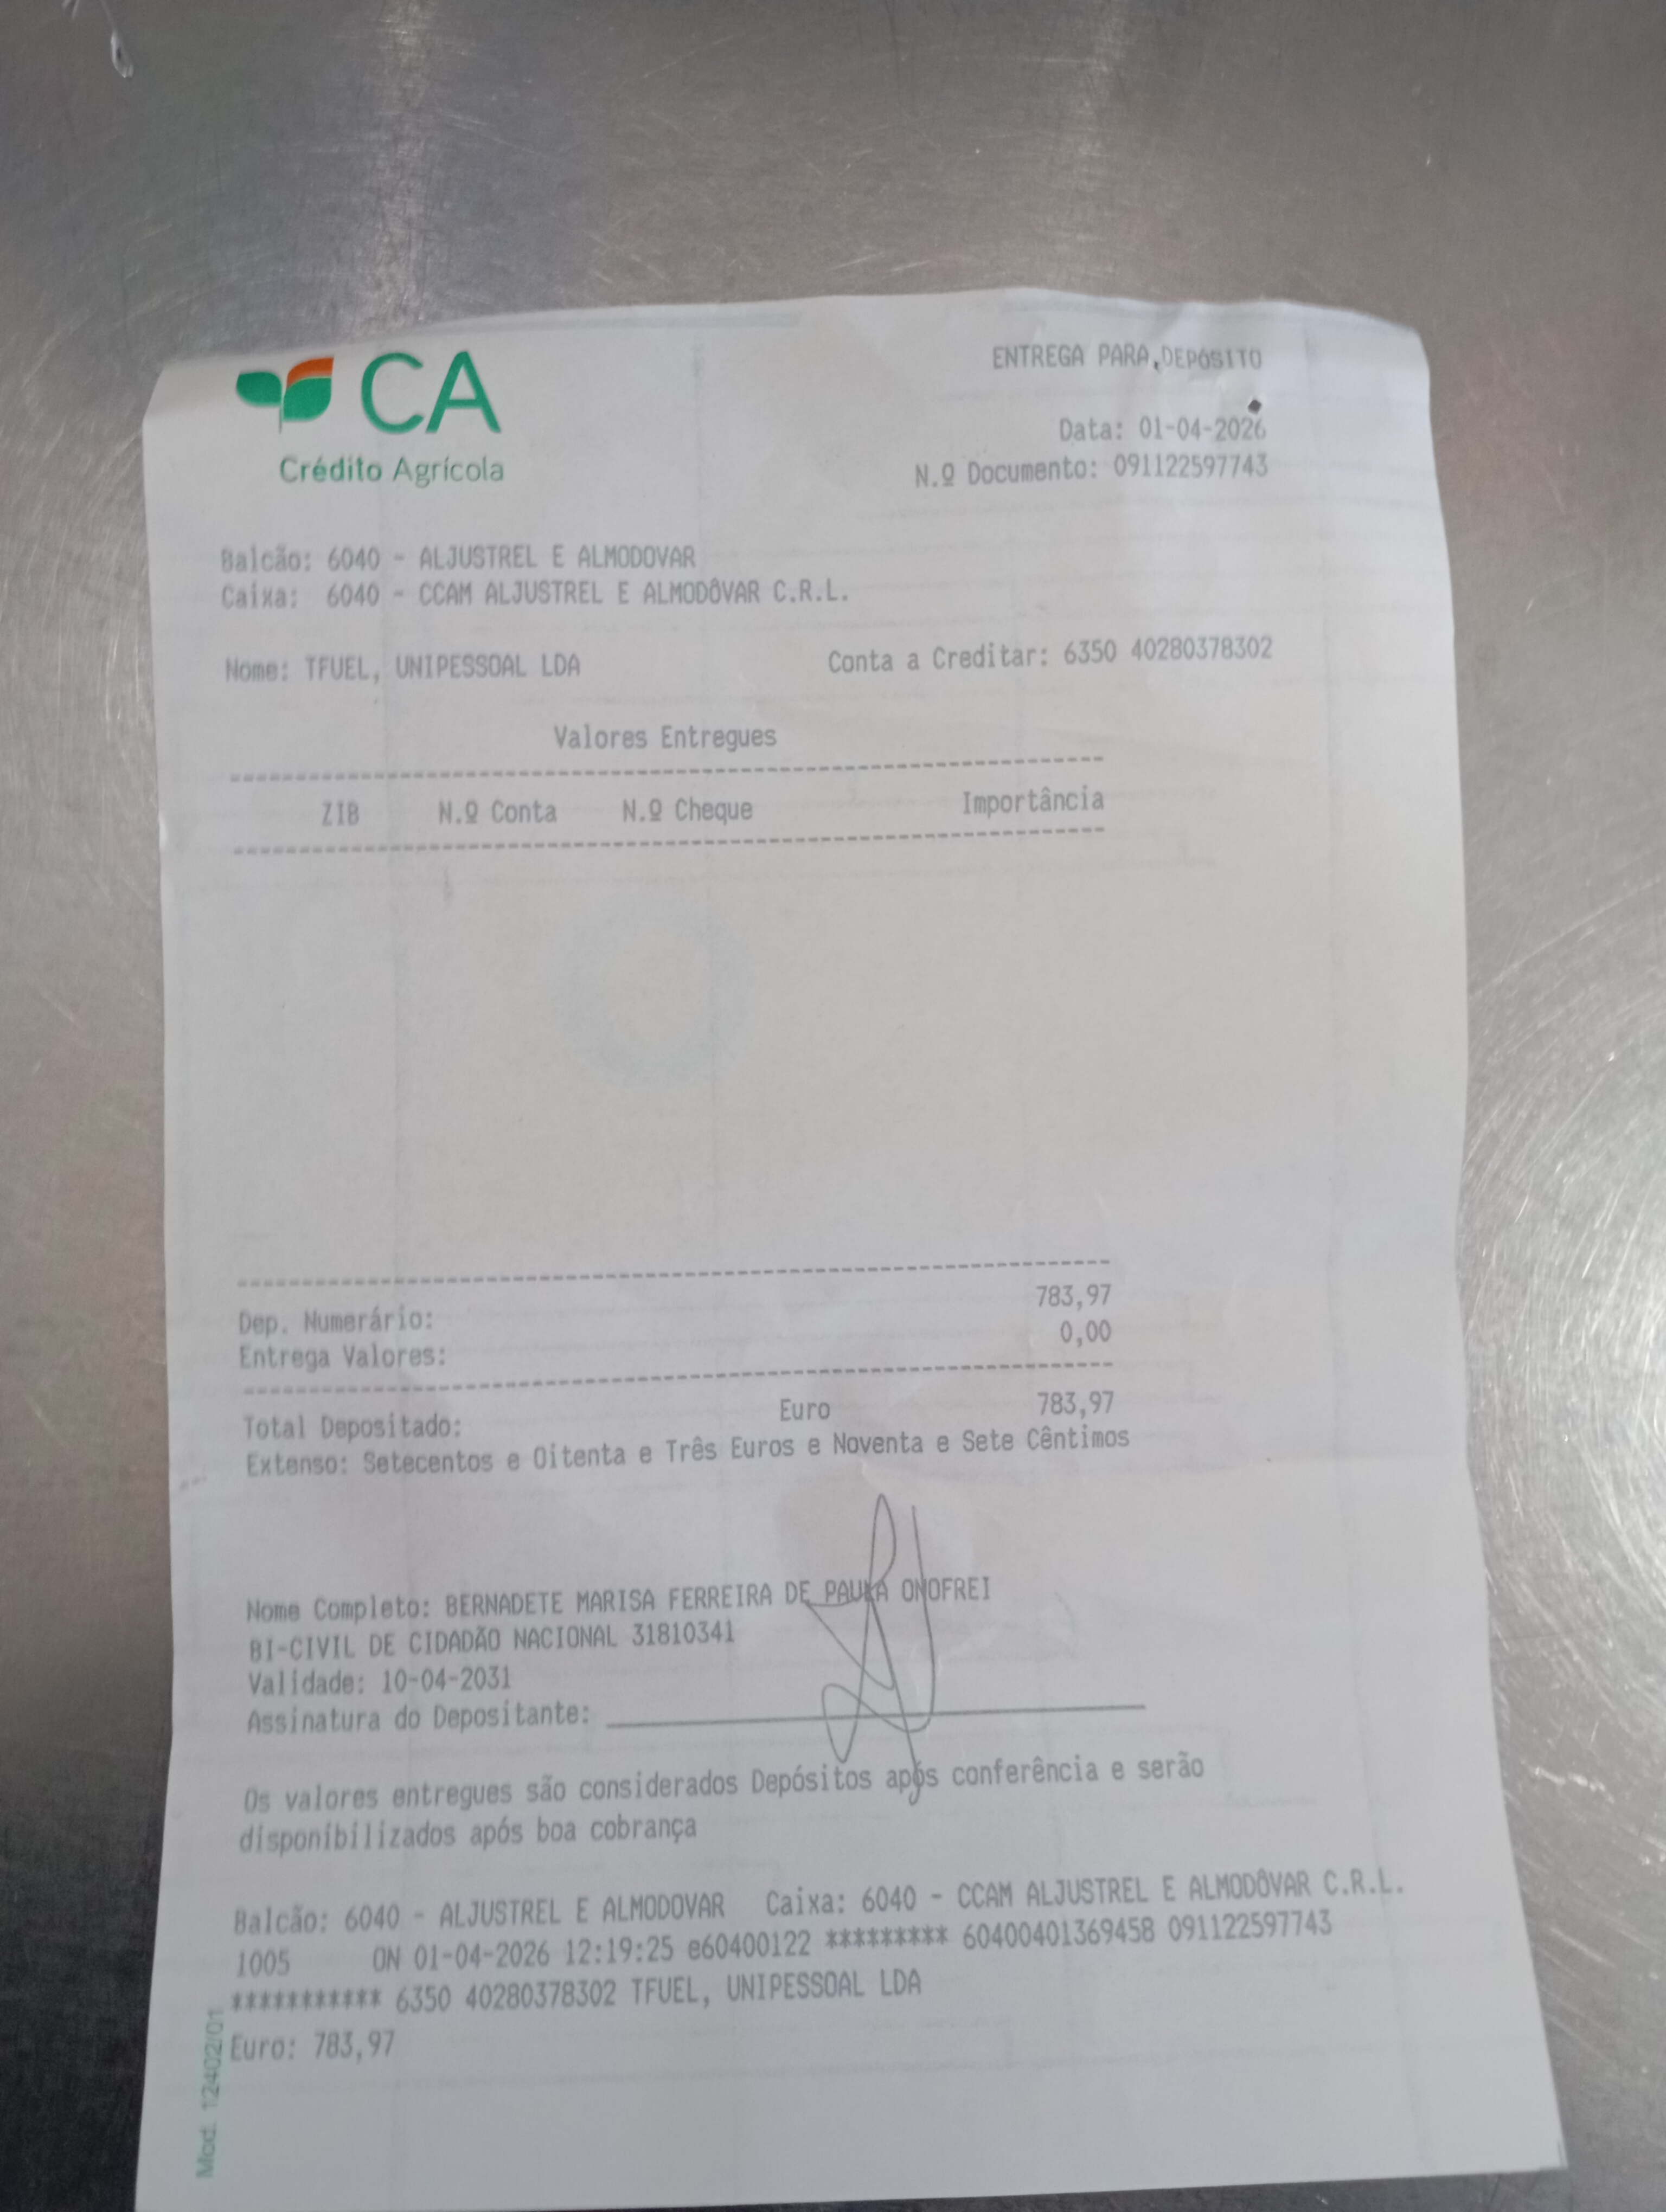 CA
Crédito Agrícola
ENTREGA PARA DEPÓSITO
Data: 01-04-2026
N.º Documento: 091122597743
Balcão: 6040 - ALJUSTREL E ALMODOVAR
Caixa: 6040 - CCAM ALJUSTREL E ALMODÔVAR C.R.L.
Nome: TFUEL, UNIPESSOAL LDA Conta a Creditar: 6350 40280378302
Valores Entregues
ZIB N.º Conta N.º Cheque Importância
Dep. Numerário: 783,97
Entrega Valores: 0,00
Total Depositado: Euro 783,97
Extenso: Setecentos e Oitenta e Três Euros e Noventa e Sete Cêntimos
Nome Completo: BERNADETE MARISA FERREIRA DE PAULA ONOFREI
BI-CIVIL DE CIDADÃO NACIONAL 31810341
Validade: 10-04-2031
Assinatura do Depositante:
Os valores entregues são considerados Depósitos após conferência e serão
disponibilizados após boa cobrança
Balcão: 6040 - ALJUSTREL E ALMODOVAR Caixa: 6040 - CCAM ALJUSTREL E ALMODÔVAR C.R.L.
1005 ON 01-04-2026 12:19:25 e60400122 ********* 60400401369458 091122597743
*********** 6350 40280378302 TFUEL, UNIPESSOAL LDA
Euro: 783,97
Mod. 12402/01